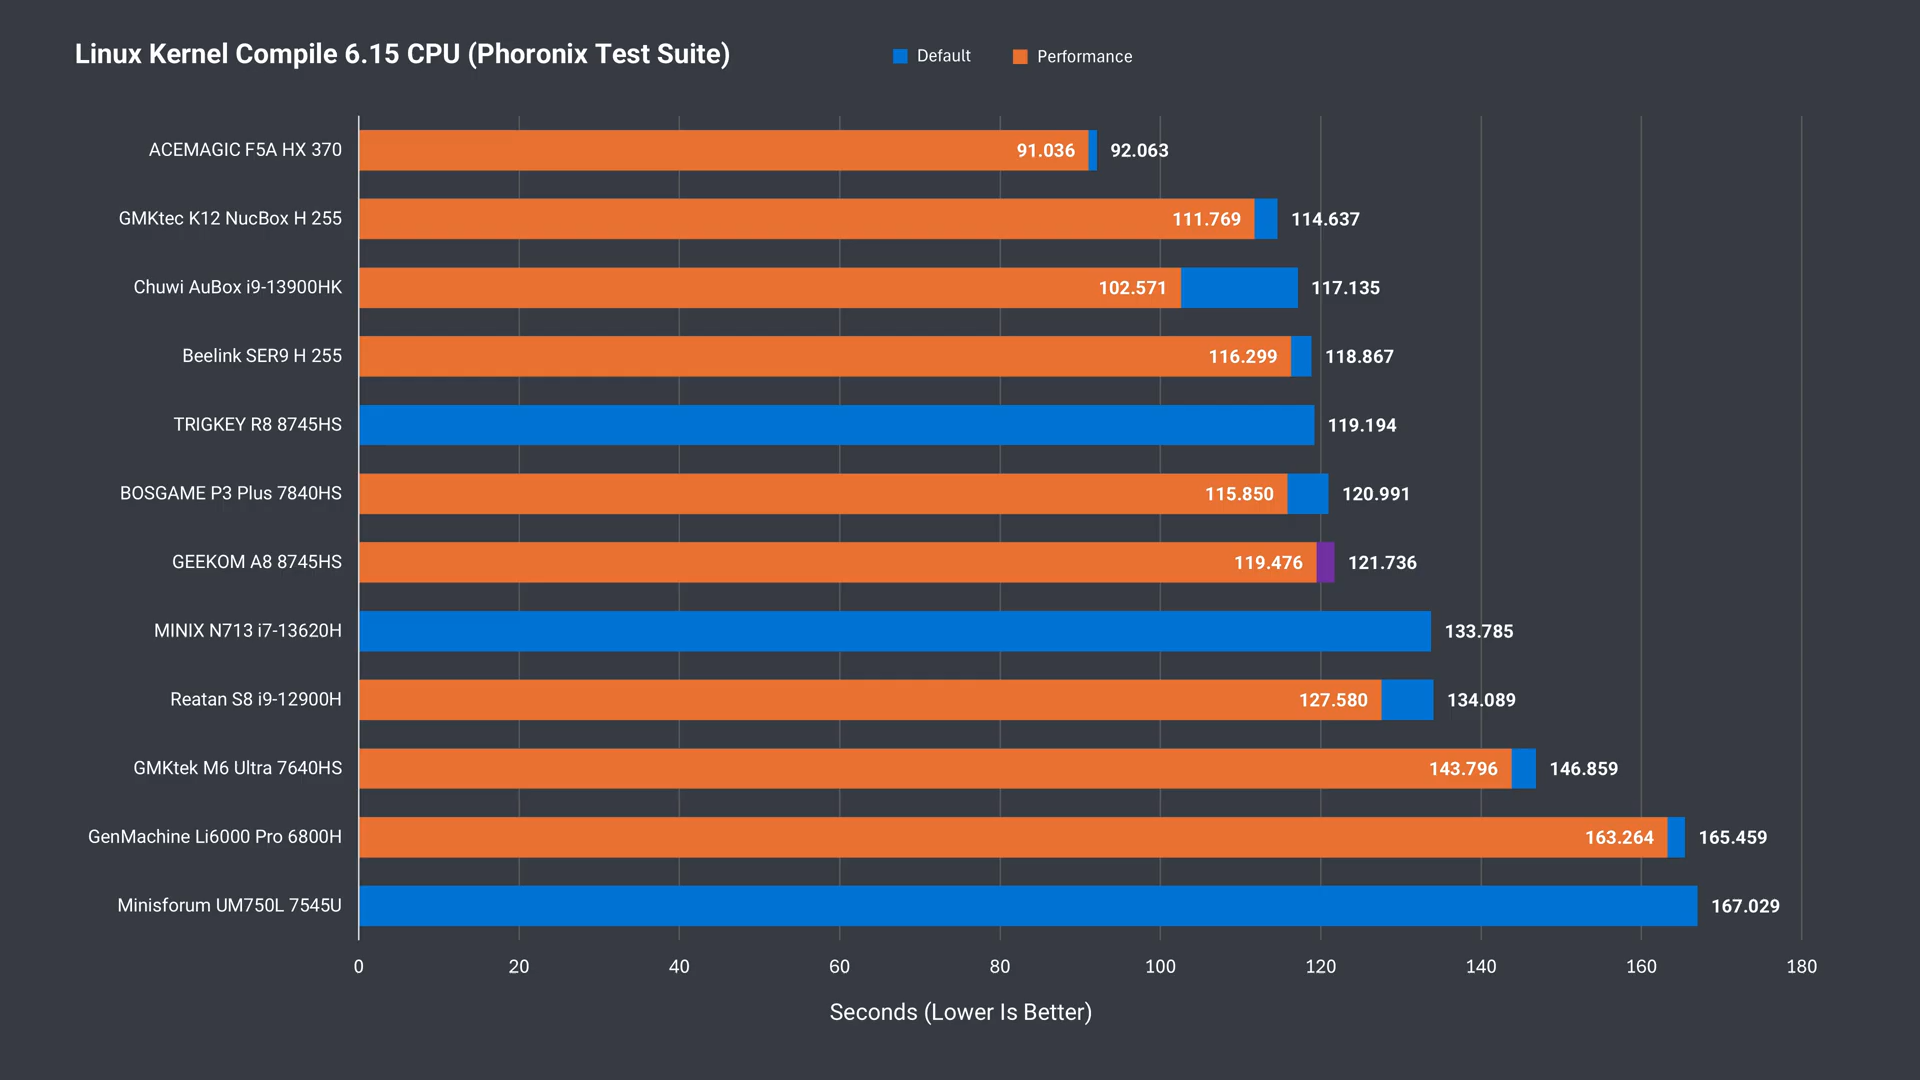 Linux Kernel Compile 6.15 CPU (Phoronix Test Suite)
Default
Performance
ACEMAGIC F5A HX 370
91.036
92.063
GMKtec K12 NucBox H 255
111.769
114.637
Chuwi AuBox i9-13900HK
102.571
117.135
Beelink SER9 H 255
116.299
118.867
TRIGKEY R8 8745HS
119.194
BOSGAME P3 Plus 7840HS
115.850
120.991
GEEKOM A8 8745HS
119.476
121.736
MINIX N713 i7-13620H
133.785
Reatan S8 i9-12900H
127.580
134.089
GMKtek M6 Ultra 7640HS
143.796
146.859
GenMachine Li6000 Pro 6800H
163.264
165.459
Minisforum UM750L 7545U
167.029
0 20 40 60 80 100 120 140 160 180
Seconds (Lower Is Better)